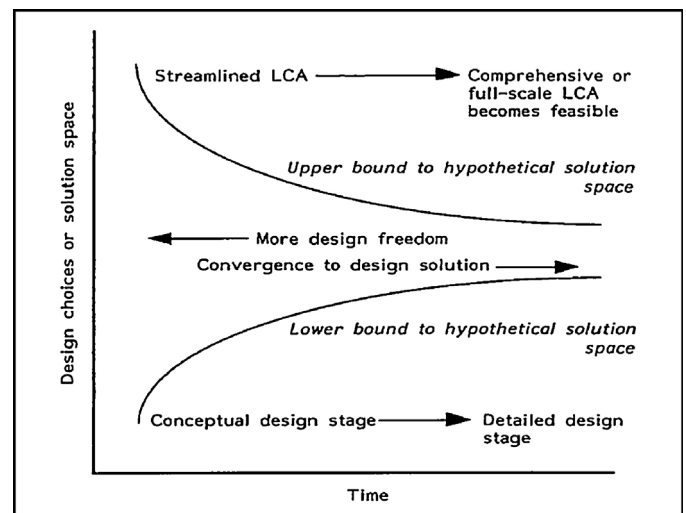 Streamlined LCA
Comprehensive or
full-scale LCA
becomes feasible
Upper bound to hypothetical solution
space
More design freedom
Convergence to design solution
Lower bound to hypothetical solution
space
Conceptual design stage
Detailed design
stage
Design choices or solution space
Time